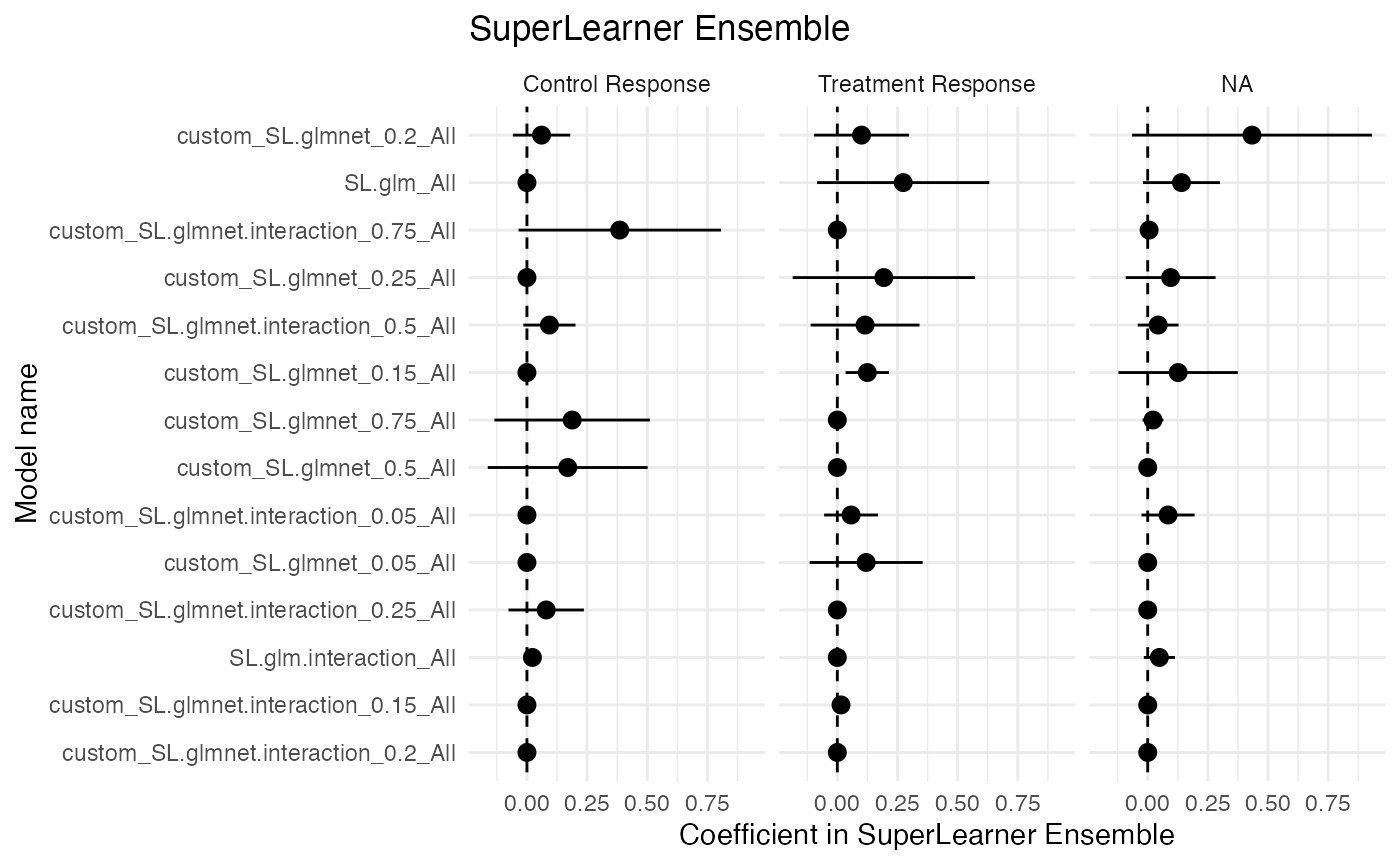 SuperLearner Ensemble
Control Response
Treatment Response
NA
Model name
custom_SL.glmnet_0.2_All
SL.glm_All
custom_SL.glmnet.interaction_0.75_All
custom_SL.glmnet_0.25_All
custom_SL.glmnet.interaction_0.5_All
custom_SL.glmnet_0.15_All
custom_SL.glmnet_0.75_All
custom_SL.glmnet_0.5_All
custom_SL.glmnet.interaction_0.05_All
custom_SL.glmnet_0.05_All
custom_SL.glmnet.interaction_0.25_All
SL.glm.interaction_All
custom_SL.glmnet.interaction_0.15_All
custom_SL.glmnet.interaction_0.2_All
0.00 0.25 0.50 0.75
0.00 0.25 0.50 0.75
0.00 0.25 0.50 0.75
Coefficient in SuperLearner Ensemble